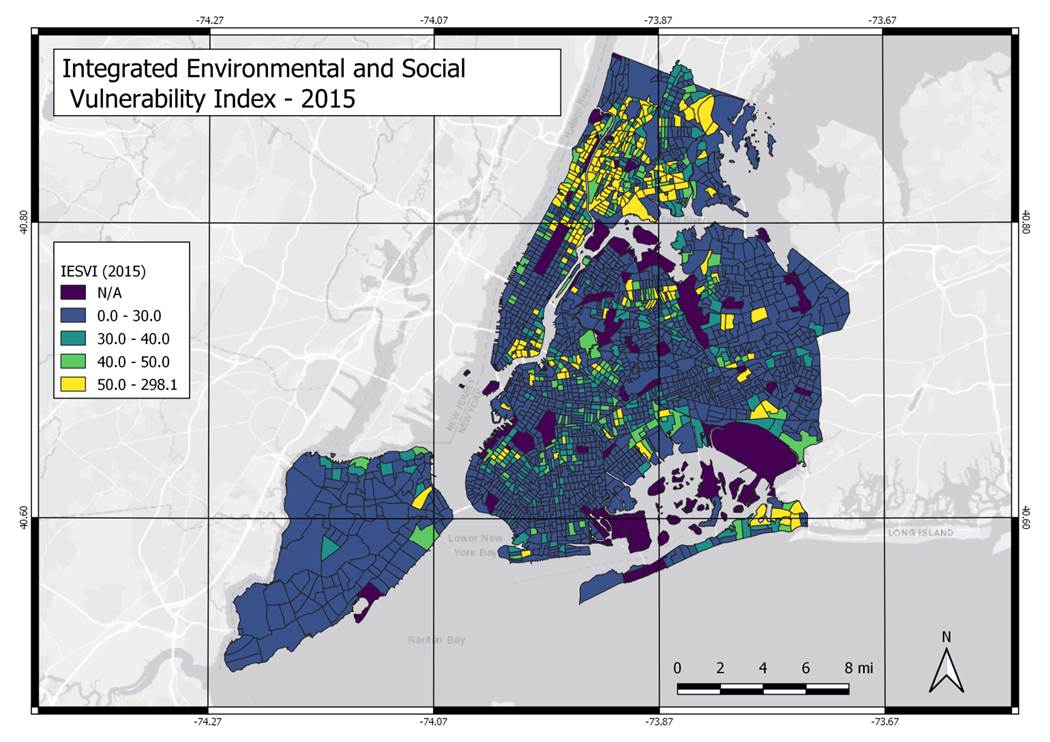 -74.27 -74.07 -73.87 -73.67
Integrated Environmental and Social
Vulnerability Index - 2015
40.80 40.80
IESVI (2015)
N/A
0.0 - 30.0
30.0 - 40.0
40.0 - 50.0
50.0 - 298.1
NEW JERSEY
NEW YORK
40.60 40.60
Lower New
York Bay
LONG ISLAND
Raritan Bay
N
0 2 4 6 8 mi
-74.27 -74.07 -73.87 -73.67